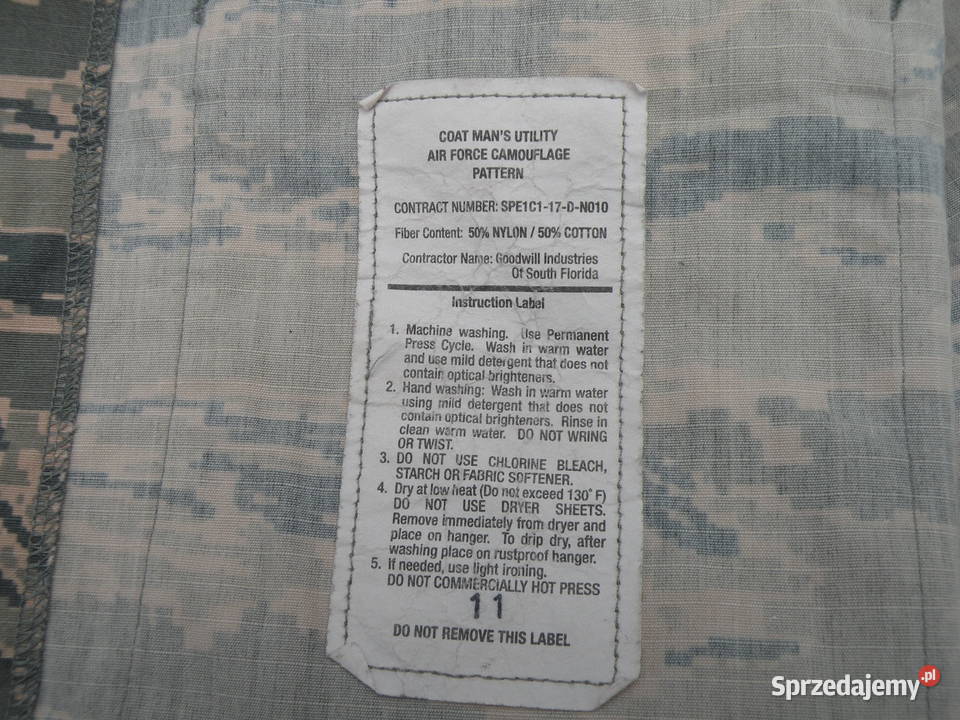 COAT MAN'S UTILITY
AIR FORCE CAMOUFLAGE
PATTERN
CONTRACT NUMBER: SPE1C1-17-D-N010
Fiber Content: 50% NYLON / 50% COTTON
Contractor Name: Goodwill Industries
Of South Florida
Instruction Label
1. Machine washing. Use Permanent
Press Cycle. Wash in warm water
and use mild detergent that does not
contain optical brighteners.
2. Hand washing: Wash in warm water
using mild detergent that does not
contain optical brighteners. Rinse in
clean warm water. DO NOT WRING
OR TWIST.
3. DO NOT USE CHLORINE BLEACH,
STARCH OR FABRIC SOFTENER.
4. Dry at low heat (Do not exceed 130° F)
DO NOT USE DRYER SHEETS.
Remove immediately from dryer and
place on hanger. To drip dry, after
washing place on rustproof hanger.
5. If needed, use light ironing.
DO NOT COMMERCIALLY HOT PRESS
11
DO NOT REMOVE THIS LABEL
Sprzedajemy.pl